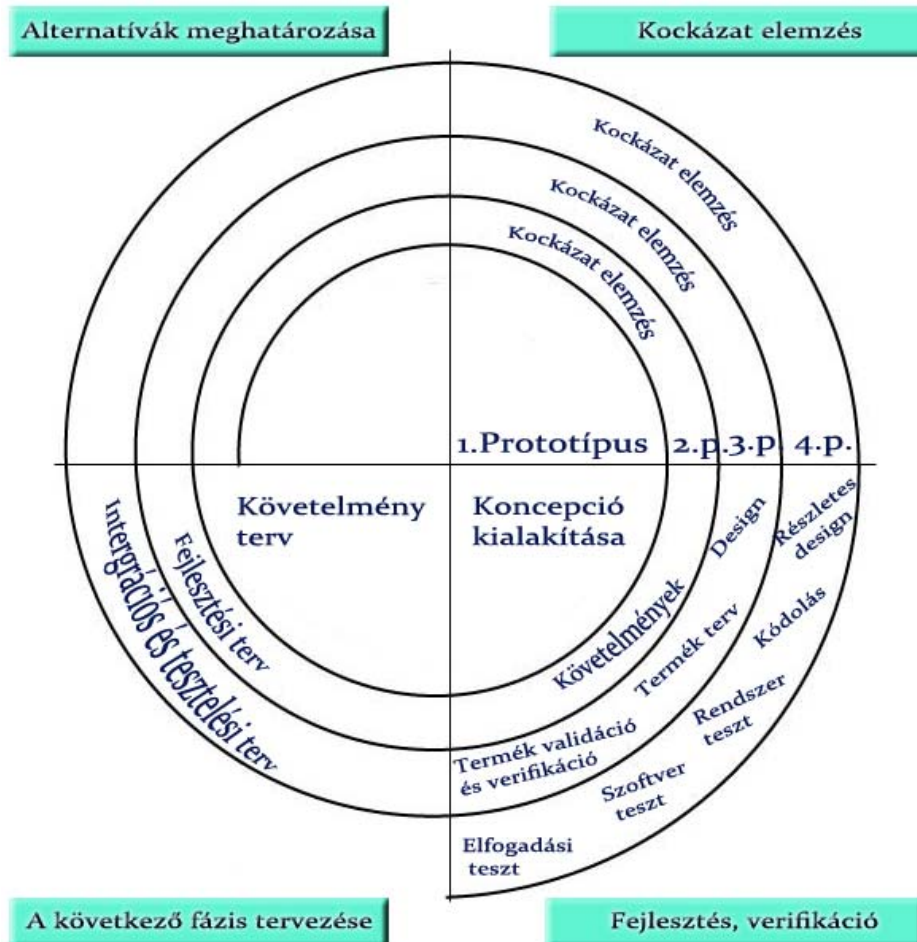 Alternatívák meghatározása
Kockázat elemzés
Kockázat elemzés
Kockázat elemzés
Kockázat elemzés
1.Prototípus
2.p.
3.p.
4.p.
Követelmény
terv
Koncepció
kialakítása
Design
Részletes
design
Fejlesztési terv
Intergrációs és tesztelési terv
Követelmények
Termék terv
Kódolás
Termék validáció
és verifikáció
Rendszer
teszt
Szoftver
teszt
Elfogadási
teszt
A következő fázis tervezése
Fejlesztés, verifikáció